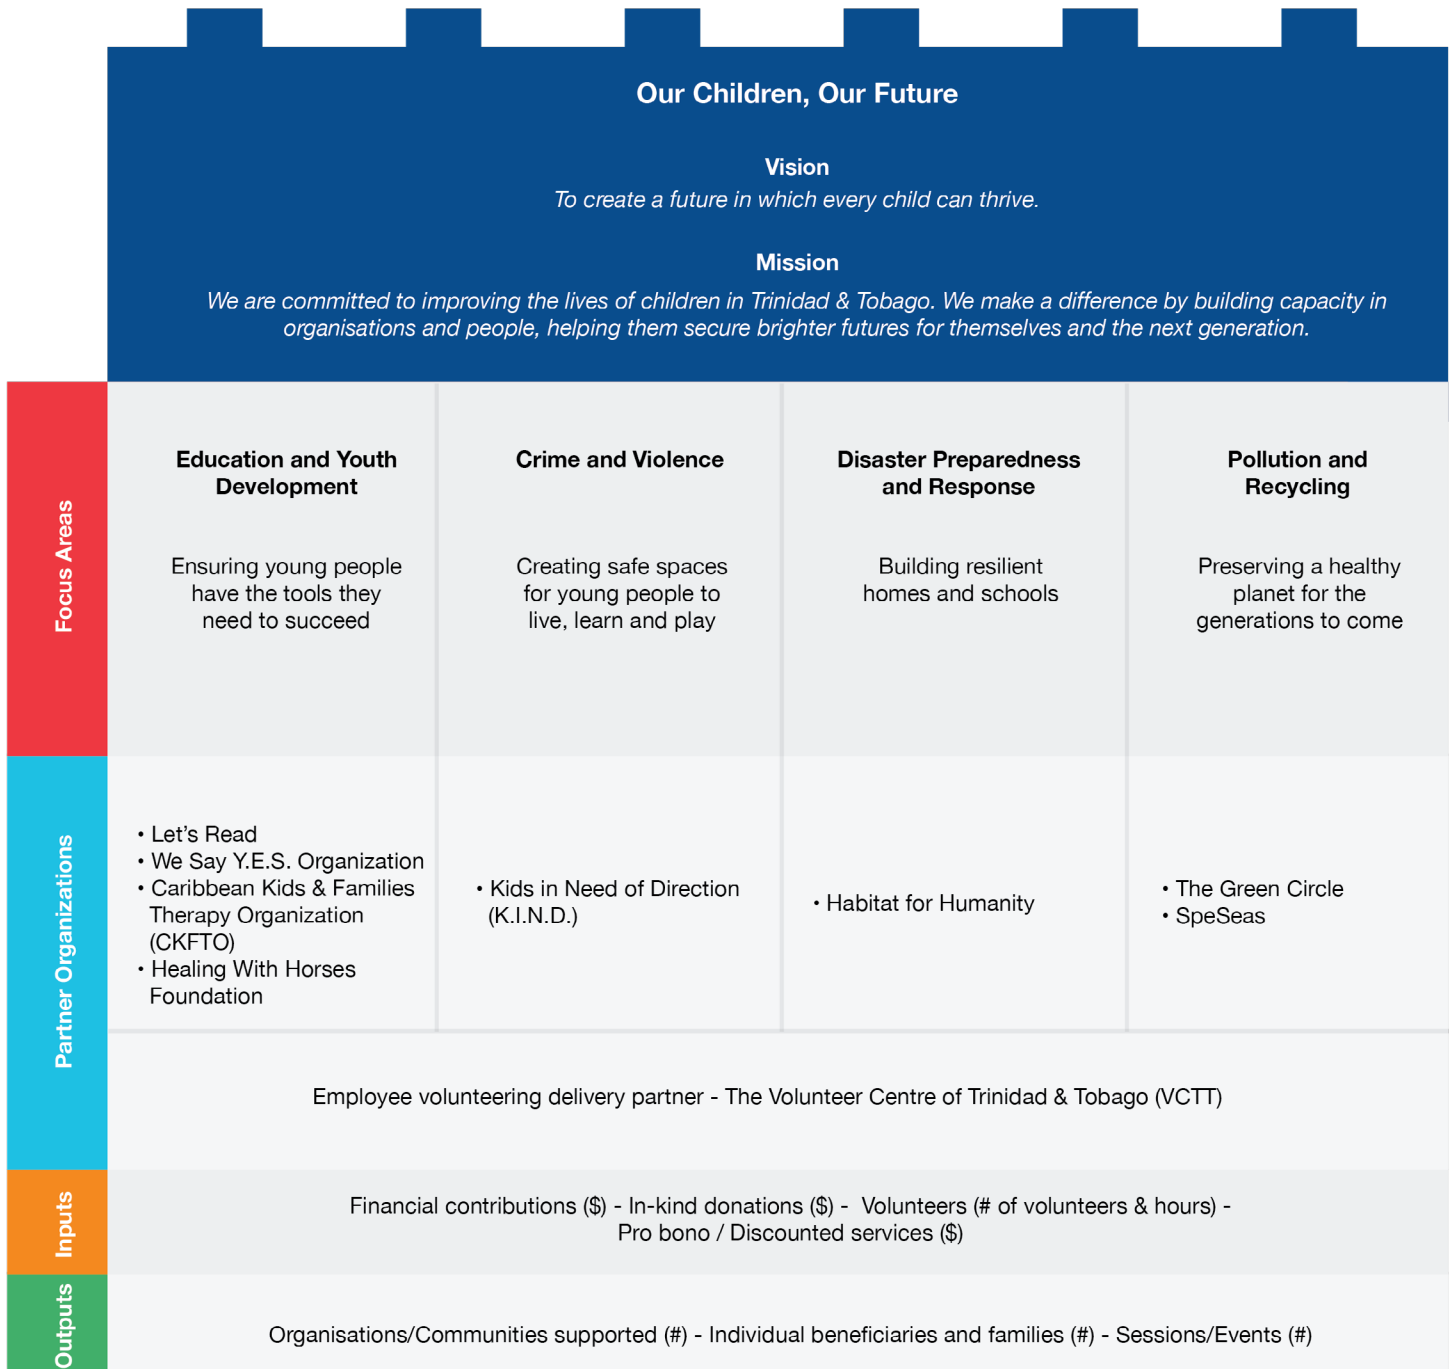 Our Children, Our Future
Vision
To create a future in which every child can thrive.
Mission
We are committed to improving the lives of children in Trinidad & Tobago. We make a difference by building capacity in
organisations and people, helping them secure brighter futures for themselves and the next generation.
Focus Areas
Education and Youth
Development
Ensuring young people
have the tools they
need to succeed
Crime and Violence
Creating safe spaces
for young people to
live, learn and play
Disaster Preparedness
and Response
Building resilient
homes and schools
Pollution and
Recycling
Preserving a healthy
planet for the
generations to come
Partner Organizations
• Let's Read
• We Say Y.E.S. Organization
• Caribbean Kids & Families
Therapy Organization
(CKFTO)
• Healing With Horses
Foundation
• Kids in Need of Direction
(K.I.N.D.)
• Habitat for Humanity
• The Green Circle
• SpeSeas
Employee volunteering delivery partner - The Volunteer Centre of Trinidad & Tobago (VCTT)
Inputs
Financial contributions ($) - In-kind donations ($) - Volunteers (# of volunteers & hours) -
Pro bono / Discounted services ($)
Outputs
Organisations/Communities supported (#) - Individual beneficiaries and families (#) - Sessions/Events (#)